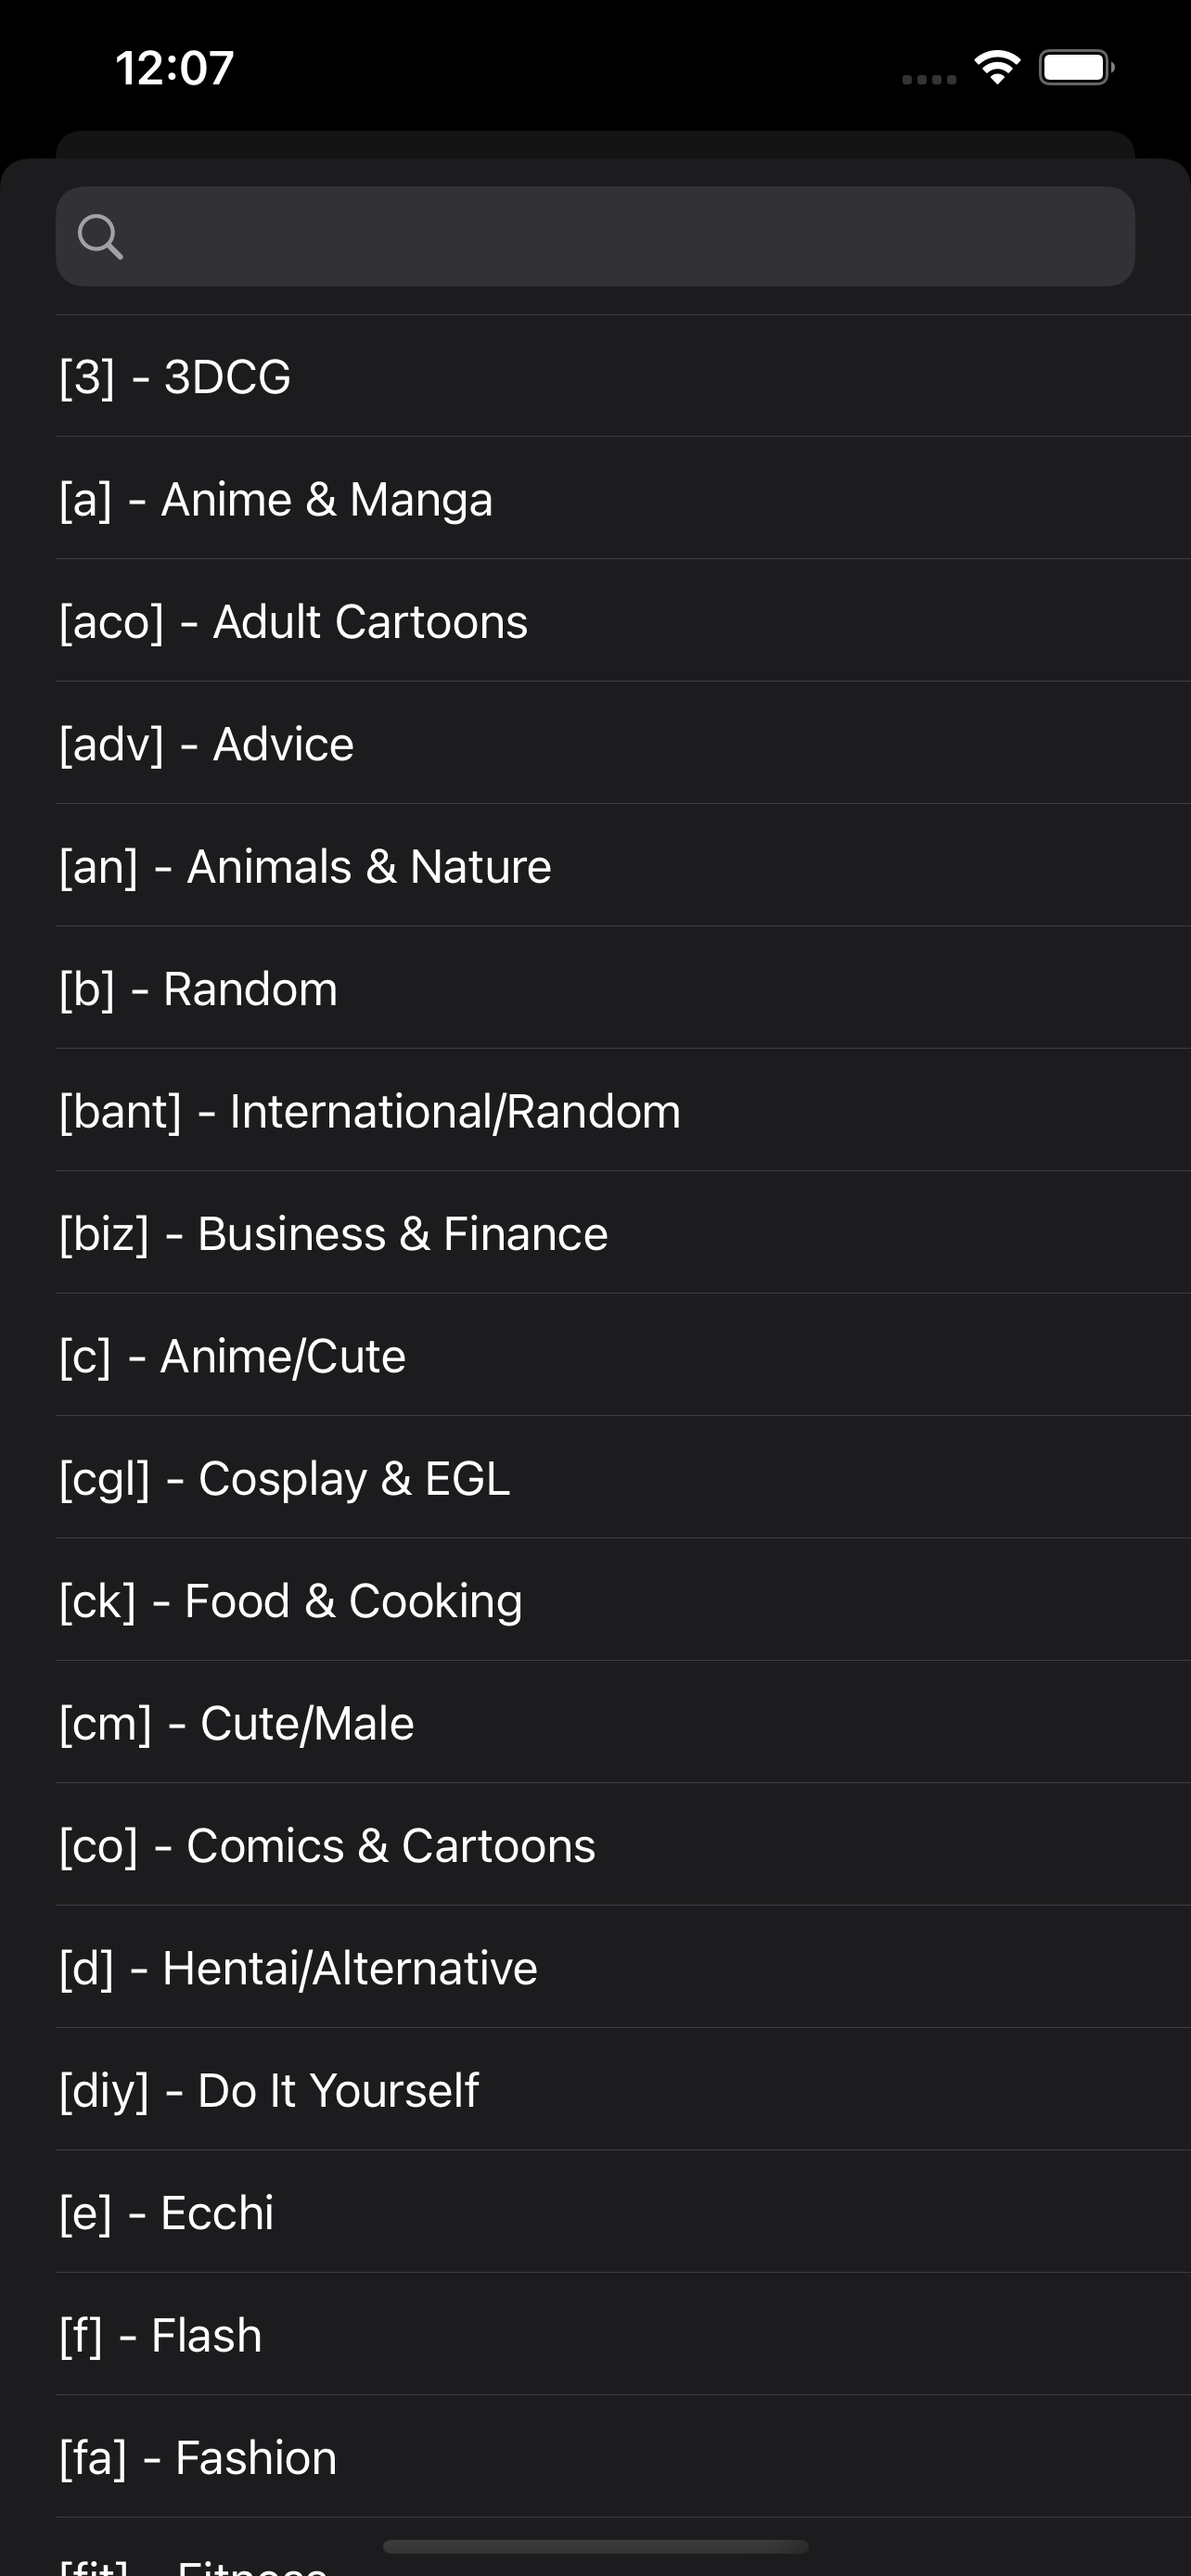 12:07
[3] - 3DCG
[a] - Anime & Manga
[aco] - Adult Cartoons
[adv] - Advice
[an] - Animals & Nature
[b] - Random
[bant] - International/Random
[biz] - Business & Finance
[c] - Anime/Cute
[cgl] - Cosplay & EGL
[ck] - Food & Cooking
[cm] - Cute/Male
[co] - Comics & Cartoons
[d] - Hentai/Alternative
[diy] - Do It Yourself
[e] - Ecchi
[f] - Flash
[fa] - Fashion
[fit] - Fitness